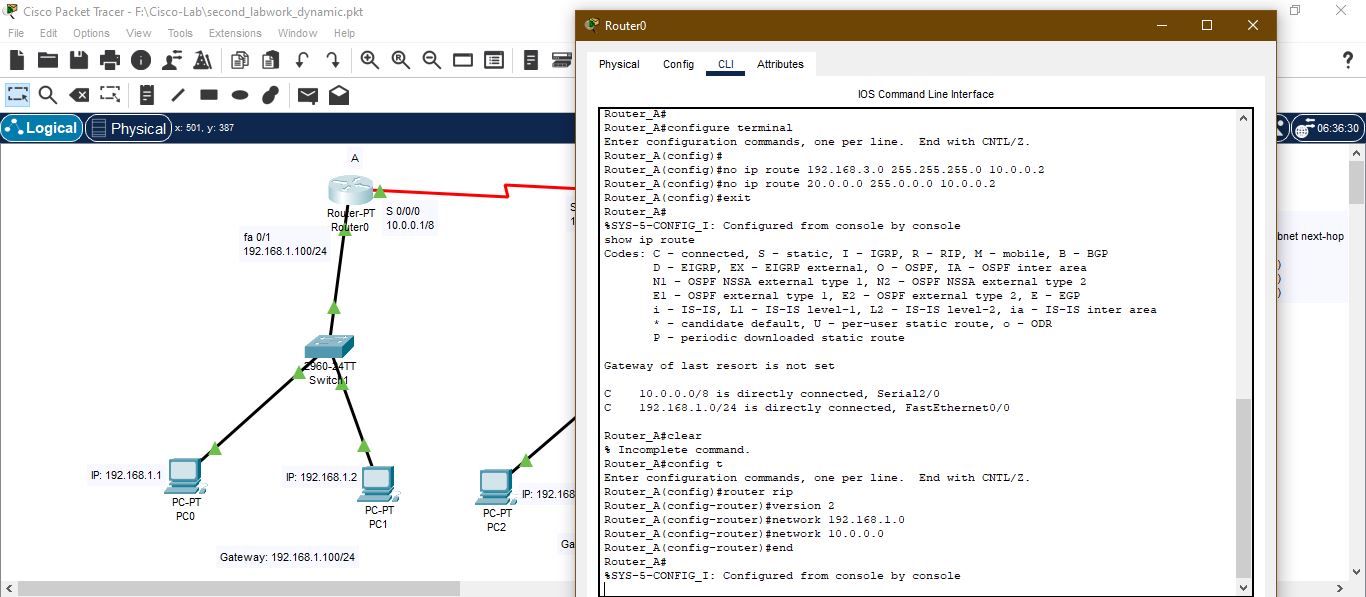 Cisco Packet Tracer - F:\Cisco-Lab\second_labwork_dynamic.pkt
File Edit Options View Tools Extensions Window Help
Logical Physical x: 501, y: 387
06:36:30
A
Router-PT
Router0
S 0/0/0
10.0.0.1/8
fa 0/1
192.168.1.100/24
S
1
bnet next-hop
)
)
)
2960-24TT
Switch1
IP: 192.168.1.1
PC-PT
PC0
IP: 192.168.1.2
PC-PT
PC1
IP: 192.168
PC-PT
PC2
Gateway: 192.168.1.100/24
Ga
Router0
Physical Config CLI Attributes
IOS Command Line Interface
Router_A#
Router_A#configure terminal
Enter configuration commands, one per line.  End with CNTL/Z.
Router_A(config)#
Router_A(config)#no ip route 192.168.3.0 255.255.255.0 10.0.0.2
Router_A(config)#no ip route 20.0.0.0 255.0.0.0 10.0.0.2
Router_A(config)#exit
Router_A#
%SYS-5-CONFIG_I: Configured from console by console
show ip route
Codes: C - connected, S - static, I - IGRP, R - RIP, M - mobile, B - BGP
D - EIGRP, EX - EIGRP external, O - OSPF, IA - OSPF inter area
N1 - OSPF NSSA external type 1, N2 - OSPF NSSA external type 2
E1 - OSPF external type 1, E2 - OSPF external type 2, E - EGP
i - IS-IS, L1 - IS-IS level-1, L2 - IS-IS level-2, ia - IS-IS inter area
* - candidate default, U - per-user static route, o - ODR
P - periodic downloaded static route
Gateway of last resort is not set
C    10.0.0.0/8 is directly connected, Serial2/0
C    192.168.1.0/24 is directly connected, FastEthernet0/0
Router_A#clear
% Incomplete command.
Router_A#config t
Enter configuration commands, one per line.  End with CNTL/Z.
Router_A(config)#router rip
Router_A(config-router)#version 2
Router_A(config-router)#network 192.168.1.0
Router_A(config-router)#network 10.0.0.0
Router_A(config-router)#end
Router_A#
%SYS-5-CONFIG_I: Configured from console by console